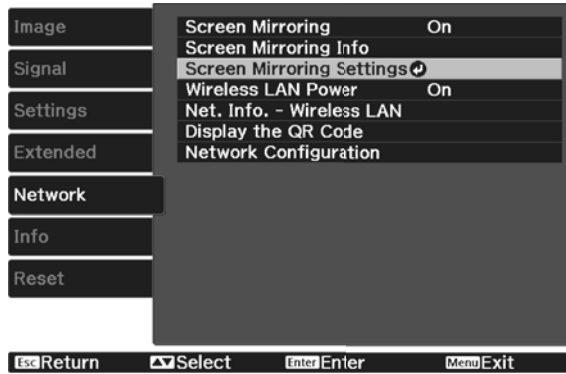 Image
Signal
Settings
Extended
Network
Info
Reset
Screen Mirroring On
Screen Mirroring Info
Screen Mirroring Settings
Wireless LAN Power On
Net. Info. - Wireless LAN
Display the QR Code
Network Configuration
Esc Return Select Enter Enter Menu Exit